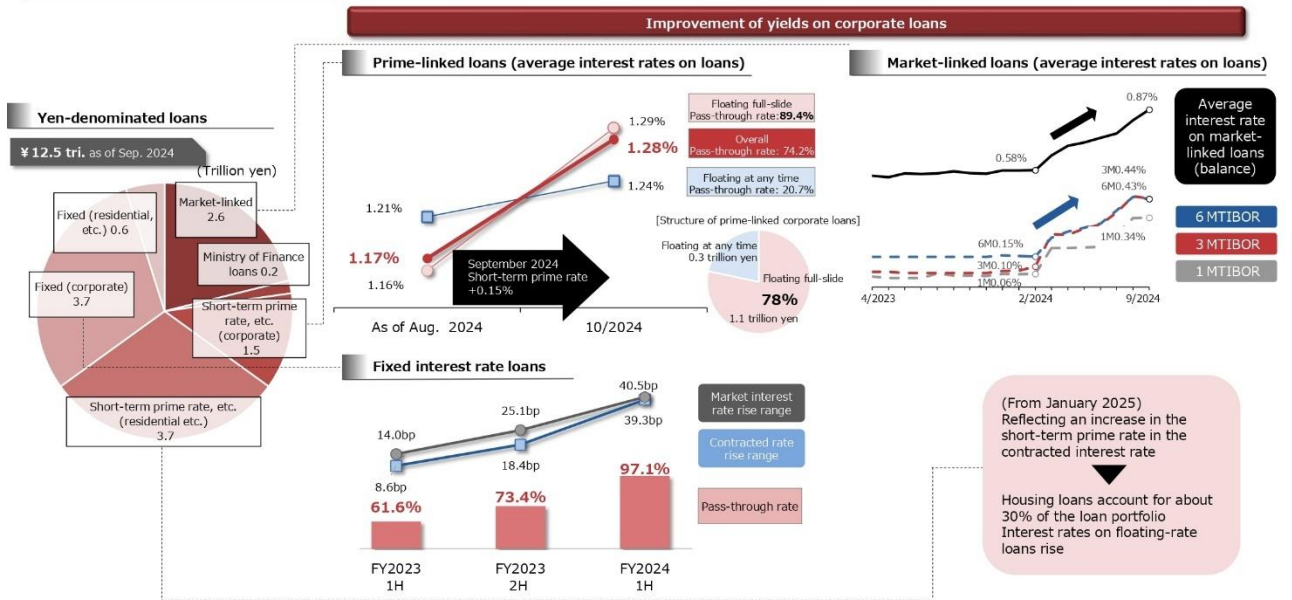 Improvement of yields on corporate loans
Yen-denominated loans
¥12.5 tri. as of Sep. 2024
(Trillion yen)
Market-linked
2.6
Ministry of Finance
loans 0.2
Short-term prime
rate, etc.
(corporate)
1.5
Short-term prime rate, etc.
(residential etc.)
3.7
Fixed (corporate)
3.7
Fixed (residential,
etc.) 0.6
Prime-linked loans (average interest rates on loans)
1.21%
1.17%
1.16%
1.29%
1.28%
1.24%
September 2024
Short-term prime rate
+0.15%
As of Aug. 2024
10/2024
Floating full-slide
Pass-through rate:89.4%
Overall
Pass-through rate: 74.2%
Floating at any time
Pass-through rate: 20.7%
[Structure of prime-linked corporate loans]
Floating at any time
0.3 trillion yen
Floating full-slide
78%
1.1 trillion yen
Market-linked loans (average interest rates on loans)
0.87%
0.58%
3M0.44%
6M0.43%
1M0.34%
6M0.15%
3M0.10%
1M0.06%
4/2023
2/2024
9/2024
Average
interest rate
on market-
linked loans
(balance)
6 MTIBOR
3 MTIBOR
1 MTIBOR
Fixed interest rate loans
14.0bp
25.1bp
40.5bp
8.6bp
18.4bp
39.3bp
61.6%
73.4%
97.1%
FY2023
1H
FY2023
2H
FY2024
1H
Market interest
rate rise range
Contracted rate
rise range
Pass-through rate
(From January 2025)
Reflecting an increase in the
short-term prime rate in the
contracted interest rate
Housing loans account for about
30% of the loan portfolio
Interest rates on floating-rate
loans rise